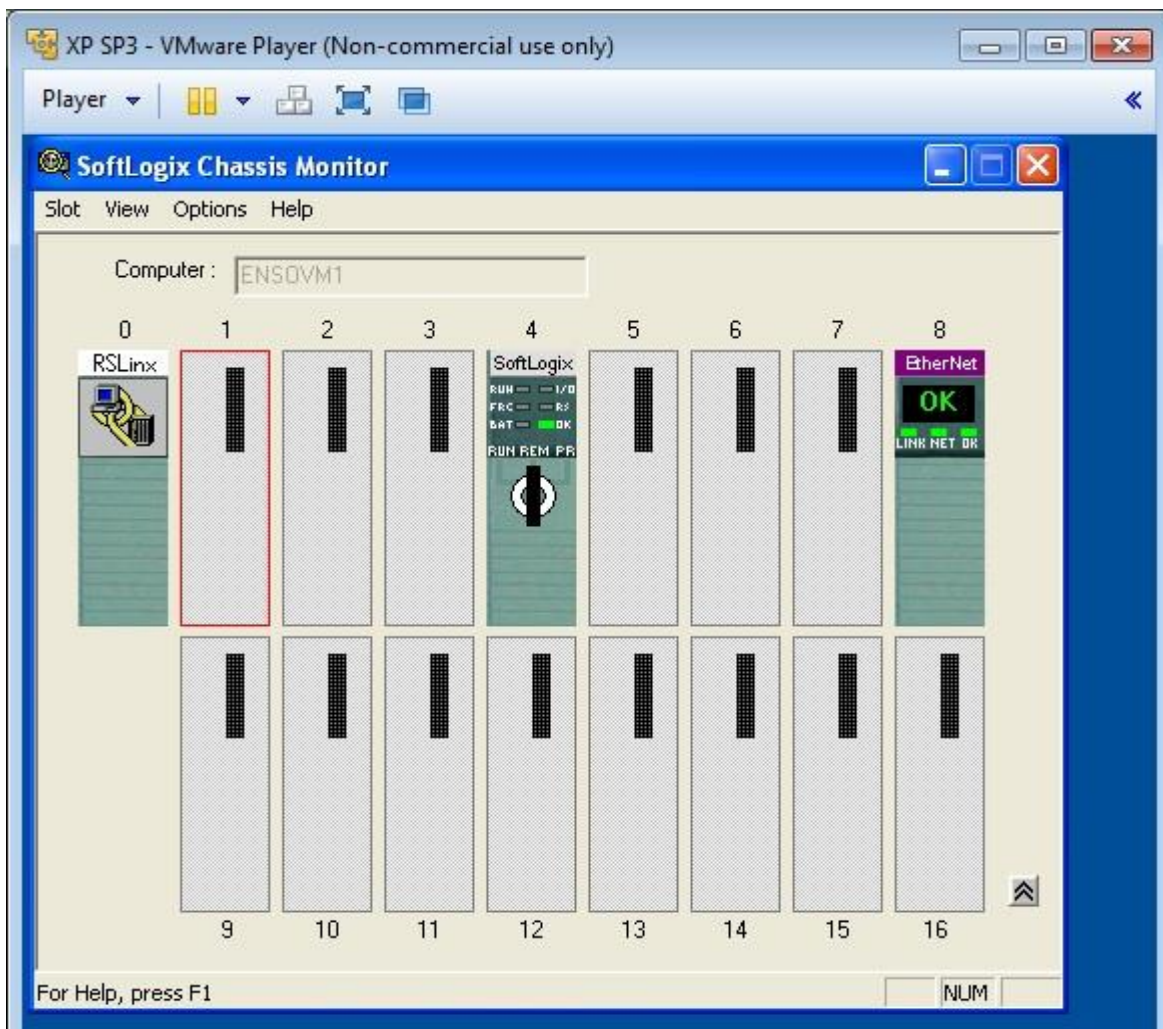 XP SP3 - VMware Player (Non-commercial use only)
Player
SoftLogix Chassis Monitor
Slot View Options Help
Computer : ENSOVM1
0 1 2 3 4 5 6 7 8
RSLinx SoftLogix EtherNet
RUN I/O
FRC RS
BAT OK
RUN REM PR
OK
LINK NET OK
9 10 11 12 13 14 15 16
For Help, press F1 NUM